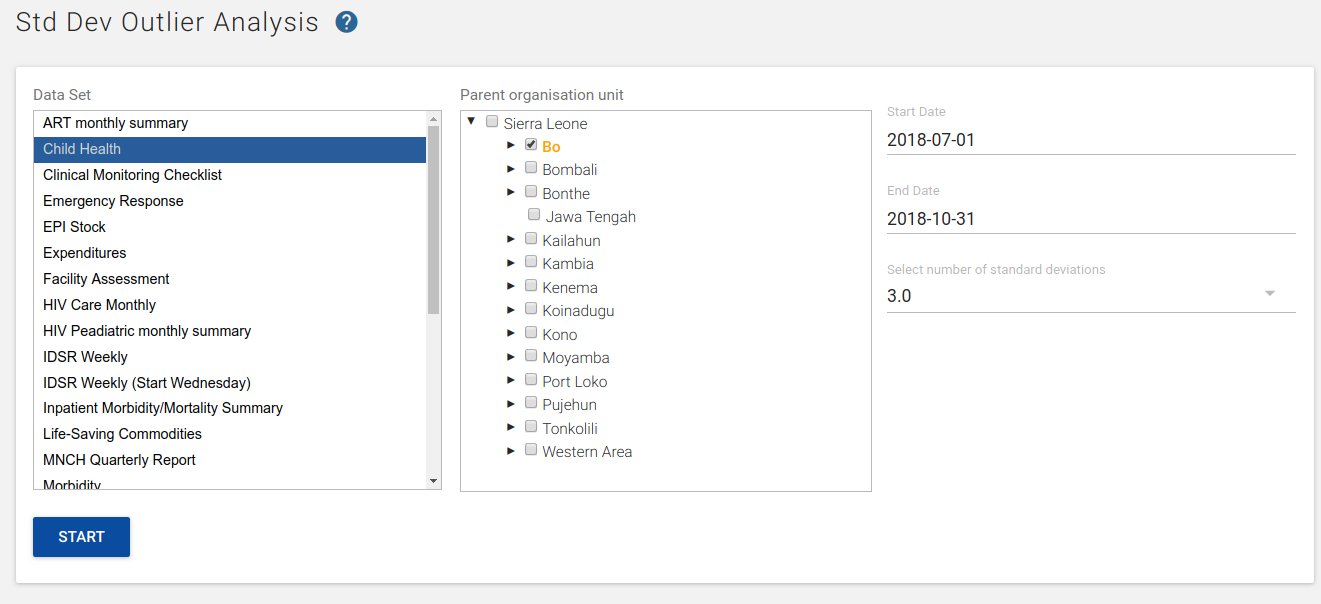 Std Dev Outlier Analysis ?
Data Set
ART monthly summary
Child Health
Clinical Monitoring Checklist
Emergency Response
EPI Stock
Expenditures
Facility Assessment
HIV Care Monthly
HIV Peadiatric monthly summary
IDSR Weekly
IDSR Weekly (Start Wednesday)
Inpatient Morbidity/Mortality Summary
Life-Saving Commodities
MNCH Quarterly Report
Morbidity
Parent organisation unit
Sierra Leone
Bo
Bombali
Bonthe
Jawa Tengah
Kailahun
Kambia
Kenema
Koinadugu
Kono
Moyamba
Port Loko
Pujehun
Tonkolili
Western Area
Start Date
2018-07-01
End Date
2018-10-31
Select number of standard deviations
3.0
START